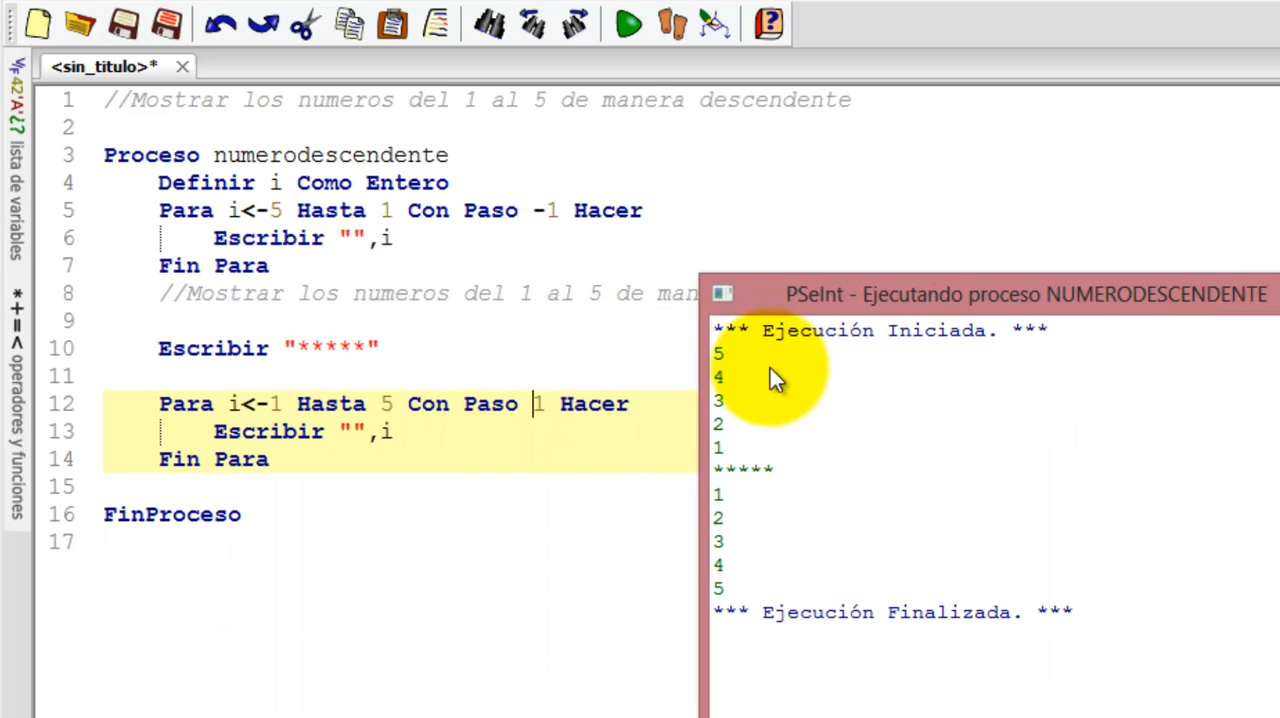 <sin_titulo>*
42'A'¿? lista de variables
*+=< operadores y funciones
1 //Mostrar los numeros del 1 al 5 de manera descendente
2
3 Proceso numerodescendente
4 Definir i Como Entero
5 Para i<-5 Hasta 1 Con Paso -1 Hacer
6 Escribir "",i
7 Fin Para
8 //Mostrar los numeros del 1 al 5 de man
9
10 Escribir "*****"
11
12 Para i<-1 Hasta 5 Con Paso 1 Hacer
13 Escribir "",i
14 Fin Para
15
16 FinProceso
17
PSeInt - Ejecutando proceso NUMERODESCENDENTE
*** Ejecución Iniciada. ***
5
4
3
2
1
*****
1
2
3
4
5
*** Ejecución Finalizada. ***